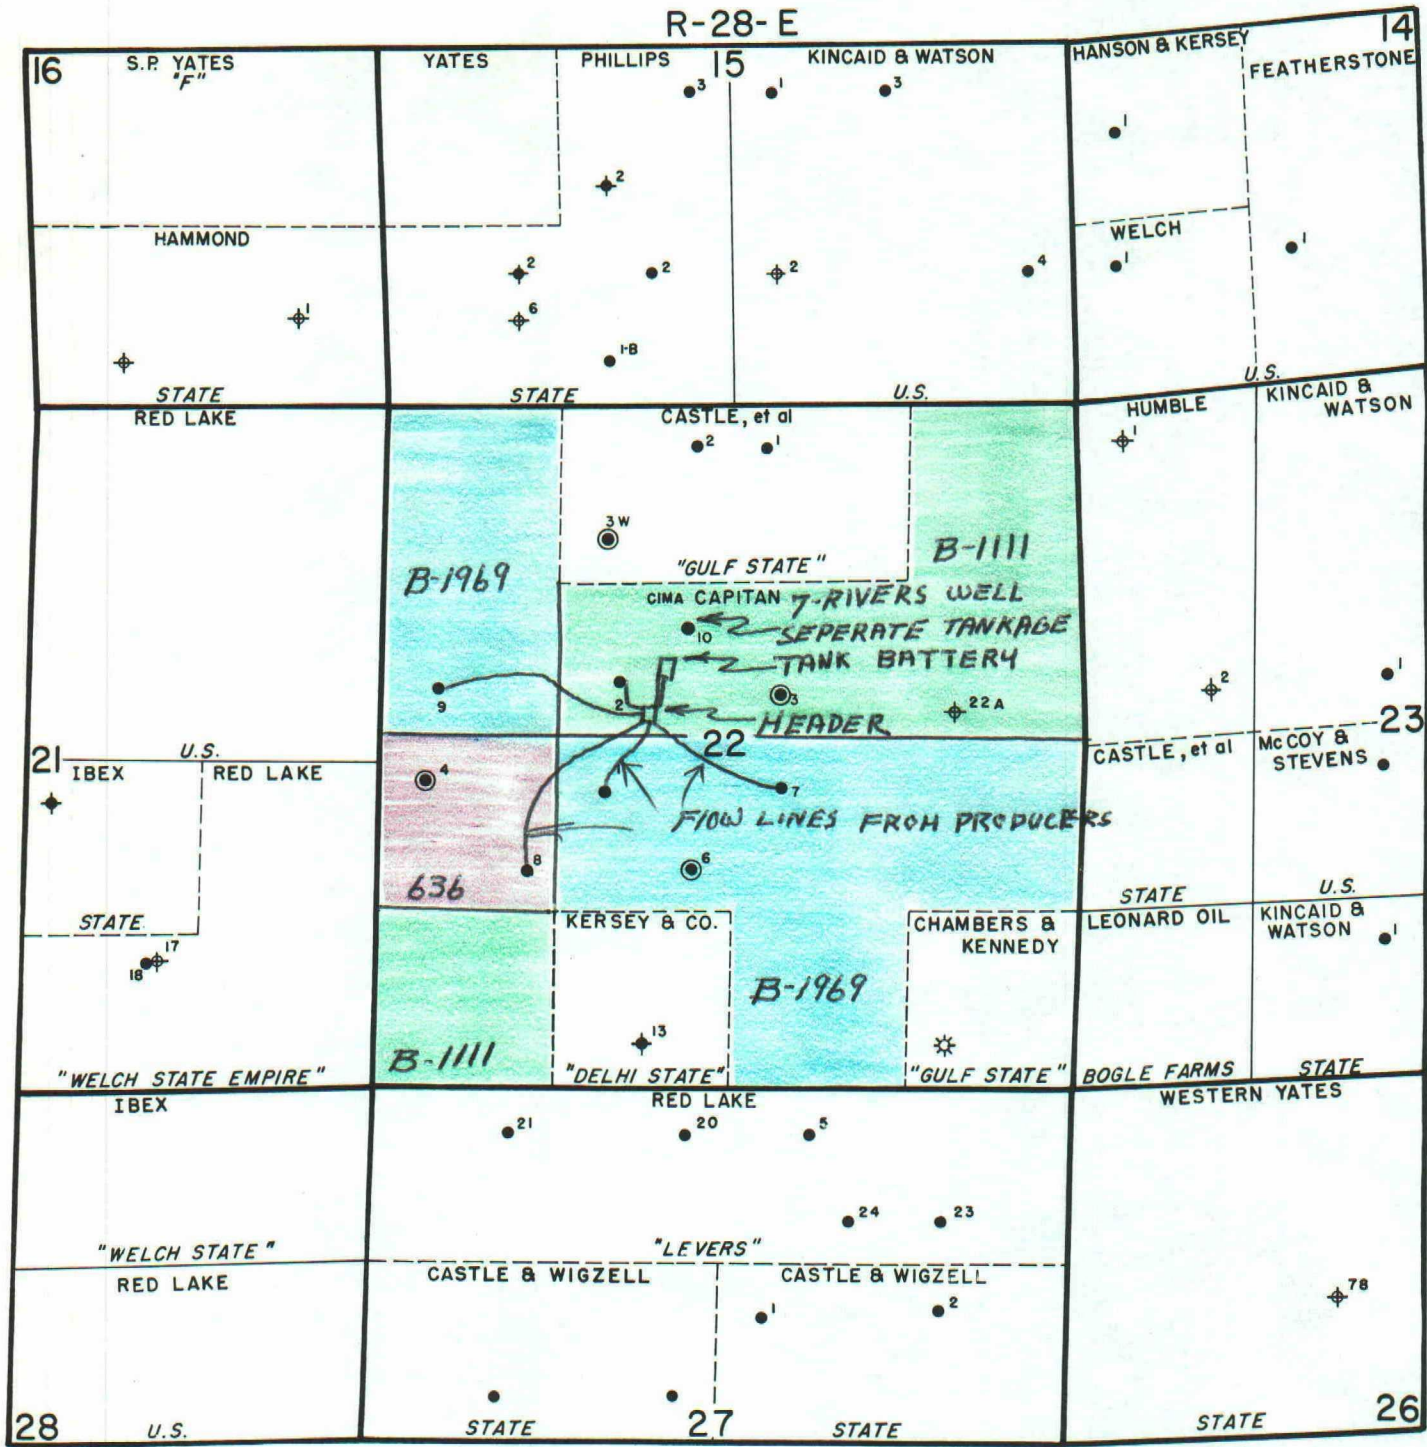 R-28-E
16
S.P. YATES
"F"
YATES
PHILLIPS
15
KINCAID & WATSON
HANSON & KERSEY
14
FEATHERSTONE
3
1
3
1
2
HAMMOND
WELCH
2
2
2
4
1
1
1
6
1-B
STATE
STATE
U.S.
U.S.
RED LAKE
CASTLE, et al
HUMBLE
KINCAID &
WATSON
2
1
1
3 W
B-1969
"GULF STATE"
B-1111
CIMA CAPITAN
7-RIVERS WELL
10
SEPERATE TANKAGE
TANK BATTERY
9
2
3
22 A
2
1
HEADER
21
U.S.
22
23
IBEX
RED LAKE
4
CASTLE, et al
McCOY &
STEVENS
7
FLOW LINES FROM PRODUCERS
8
6
636
STATE
U.S.
STATE
KERSEY & CO.
CHAMBERS &
KENNEDY
LEONARD OIL
KINCAID &
WATSON
1
17
18
B-1969
13
B-1111
"WELCH STATE EMPIRE"
"DELHI STATE"
"GULF STATE"
BOGLE FARMS
STATE
IBEX
RED LAKE
WESTERN YATES
21
20
5
24
23
"WELCH STATE"
"LEVERS"
RED LAKE
CASTLE & WIGZELL
CASTLE & WIGZELL
1
2
78
28
U.S.
STATE
27
STATE
STATE
26